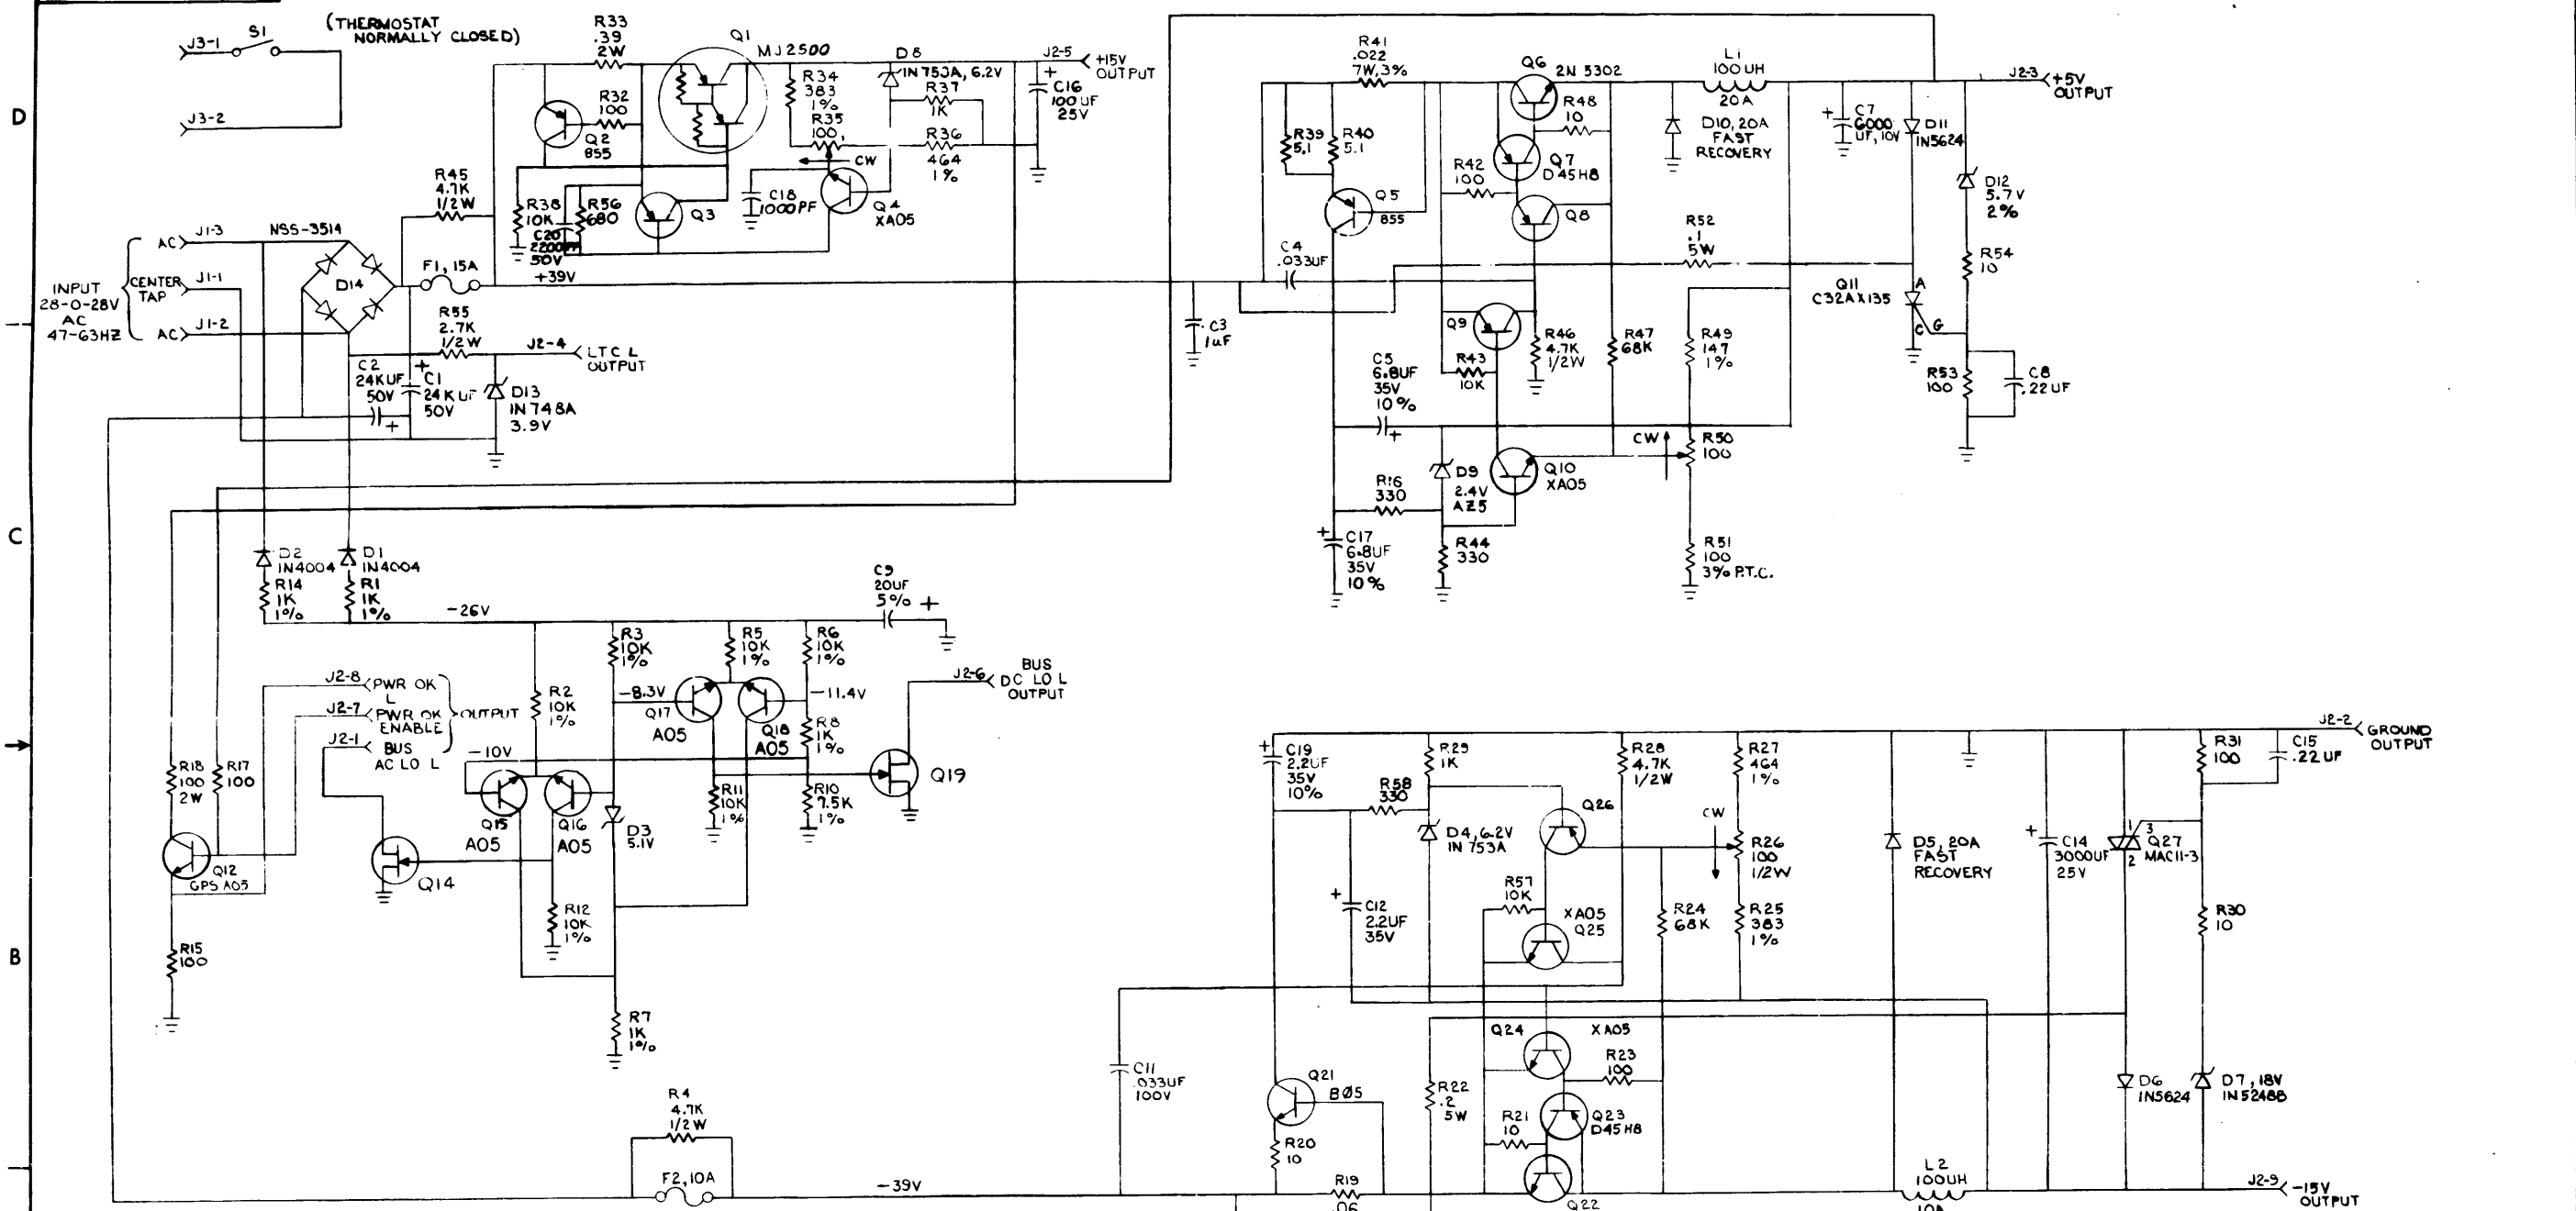 D
C
B
J3-1
S1
(THERMOSTAT
NORMALLY CLOSED)
J3-2
R33
.39
2W
Q1
MJ2500
R34
383
1%
R35
100,
D8
IN 753A, 6.2V
R37
1K
R36
464
1%
J2-5
+15V
OUTPUT
+
C16
100UF
25V
R32
100
Q2
855
CW
C18
1000PF
Q4
XA05
Q3
R38
10K
R56
680
C20
50V
R45
4.7K
1/2W
+39V
NSS-3514
J1-3
AC
J1-1
CENTER
TAP
J1-2
AC
INPUT
28-0-28V
AC
47-63HZ
D14
F1, 15A
R55
2.7K
1/2W
J2-4
LTC L
OUTPUT
C2
24KUF
50V
+
+
C1
24KUF
50V
D13
IN748A
3.9V
R41
.022
7W,3%
Q6
2N 5302
R48
10
L1
100UH
20A
J2-3
+5V
OUTPUT
D10, 20A
FAST
RECOVERY
+
C7
6000
UF, 10V
D11
IN5624
D12
5.7V
2%
R54
10
R39
5.1
R40
5.1
Q5
855
R42
100
Q7
D45H8
Q8
R52
.1
5W
C4
.033UF
C3
1UF
Q11
C32AX135
A
C
G
R53
100
C8
.22UF
Q9
R46
4.7K
1/2W
R47
68K
R49
147
1%
R43
10K
C5
6.8UF
35V
10%
+
CW
R50
100
D9
2.4V
AZ5
Q10
XA05
R16
330
+
C17
6.8UF
35V
10%
R44
330
R51
100
3% P.T.C.
D2
IN4004
R14
1K
1%
D1
IN4004
R1
1K
1%
-26V
C9
20UF
5%
+
R3
10K
1%
R5
10K
1%
R6
10K
1%
R2
10K
1%
-8.3V
-11.4V
Q17
A05
Q18
A05
R8
1K
1%
J2-6
BUS
DC LO L
OUTPUT
Q19
J2-8
PWR OK
L
J2-7
PWR OK
ENABLE
OUTPUT
J2-1
BUS
AC LO L
-10V
Q15
A05
Q16
A05
D3
5.1V
R11
10K
1%
R10
7.5K
1%
R18
100
2W
R17
100
Q12
GPS A05
Q14
R12
10K
1%
R15
100
R7
1K
1%
R4
4.7K
1/2W
F2, 10A
-39V
+
C19
2.2UF
35V
10%
R29
1K
R58
330
R28
4.7K
1/2W
R27
464
1%
J2-2
GROUND
OUTPUT
R31
100
C15
.22 UF
Q26
D4, 6.2V
IN 753A
CW
R26
100
1/2W
D5, 20A
FAST
RECOVERY
+
C14
3000UF
25V
1
3
2
Q27
MAC11-3
+
C12
2.2UF
35V
R57
10K
XA05
Q25
R24
68K
R25
383
1%
R30
10
C11
.033UF
100V
Q24
XA05
R23
100
Q21
B05
R22
.2
5W
R21
10
Q23
D45H8
R20
10
D6
IN5624
D7, 18V
IN5248B
R19
.06
Q22
L2
100UH
10A
J2-9
-15V
OUTPUT